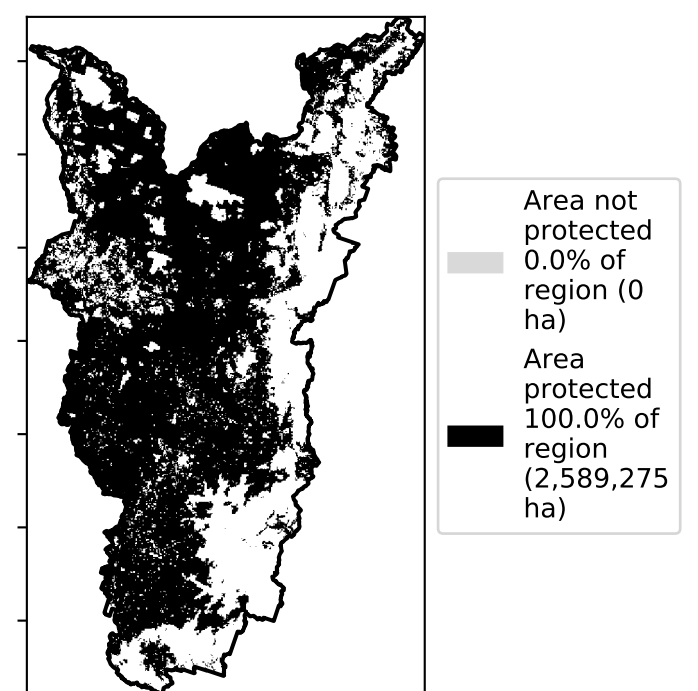 Area not
protected
0.0% of
region (0
ha)
Area
protected
100.0% of
region
(2,589,275
ha)